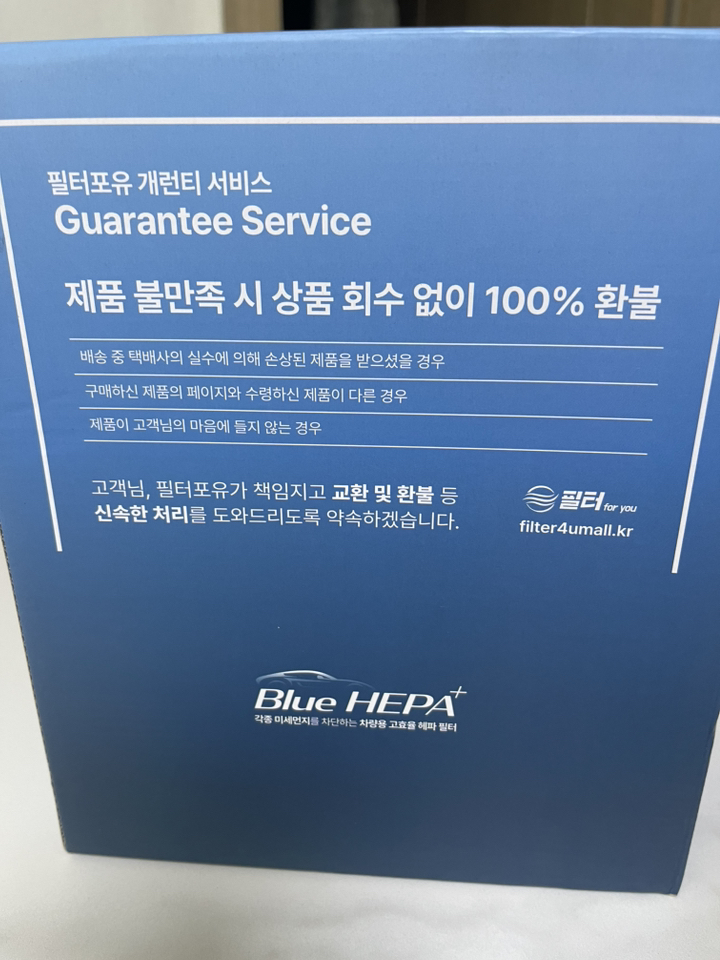 필터포유 개런티 서비스
Guarantee Service
제품 불만족 시 상품 회수 없이 100% 환불
배송 중 택배사의 실수에 의해 손상된 제품을 받으셨을 경우
구매하신 제품의 페이지와 수령하신 제품이 다른 경우
제품이 고객님의 마음에 들지 않는 경우
고객님, 필터포유가 책임지고 교환 및 환불 등
신속한 처리를 도와드리도록 약속하겠습니다.
필터 for you
filter4umall.kr
Blue HEPA+
각종 미세먼지를 차단하는 차량용 고효율 헤파 필터